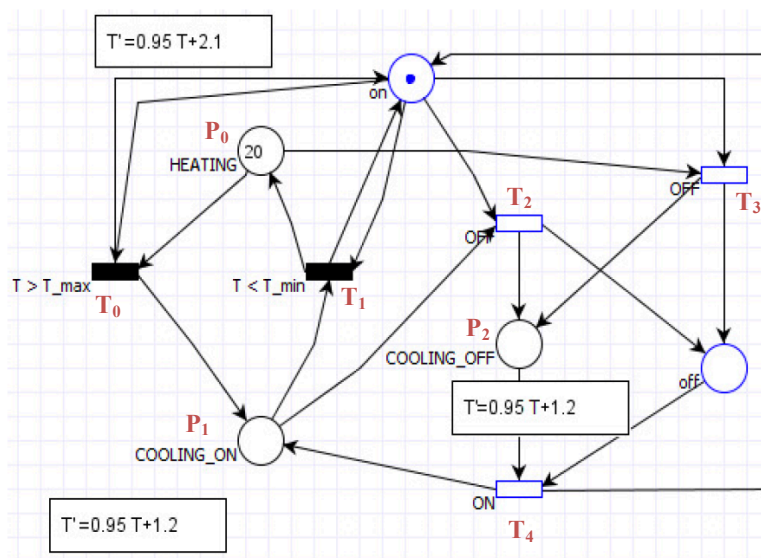 T'=0.95 T+2.1
on
P0
20
HEATING
T2
OFF
OFF
T3
T > T_max
T0
T < T_min
T1
P2
COOLING_OFF
off
P1
COOLING_ON
T'=0.95 T+1.2
ON
T4
T'=0.95 T+1.2